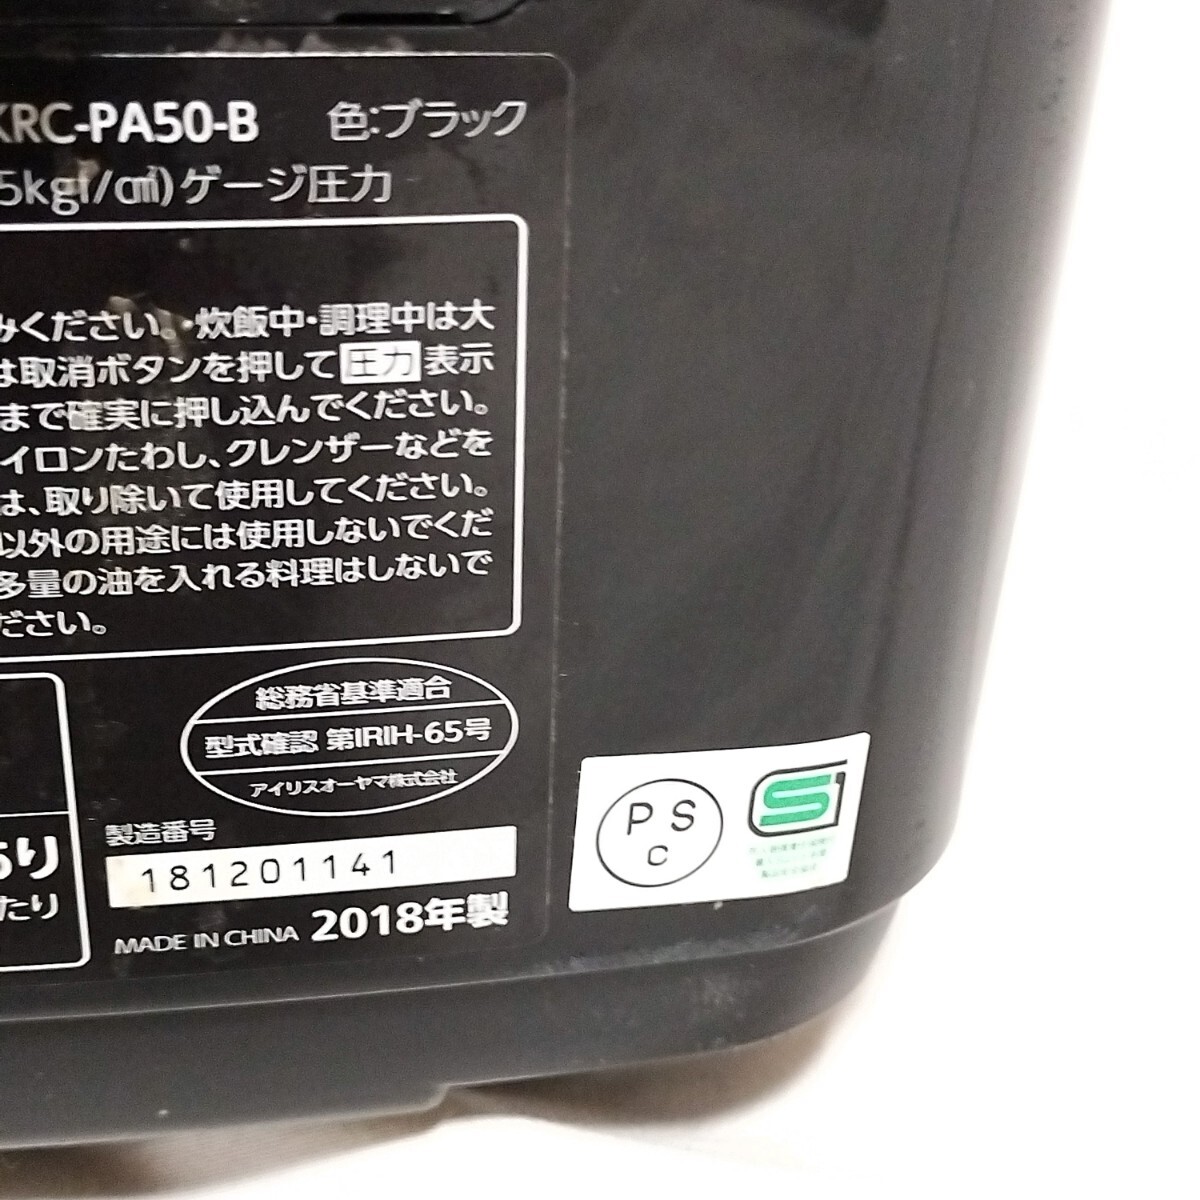 KRC-PA50-B 色:ブラック
5kgf/c㎡)ゲージ圧力
みください。・炊飯中・調理中は大
は取消ボタンを押して圧力表示
まで確実に押し込んでください。
イロンたわし、クレンザーなどを
は、取り除いて使用してください。
以外の用途には使用しないでくだ
多量の油を入れる料理はしないで
ださい。
総務省基準適合
型式確認 第IRIH-65号
アイリスオーヤマ株式会社
製造番号
181201141
り
たり
MADE IN CHINA 2018年製
PS
C
S